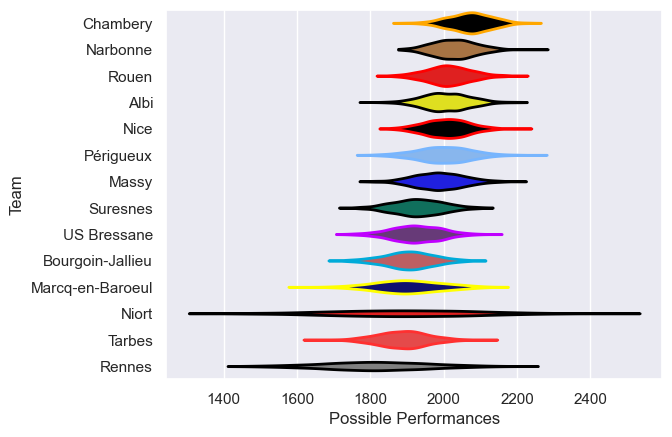 Chambery
Narbonne
Rouen
Albi
Nice
Périgueux
Massy
Suresnes
US Bressane
Bourgoin-Jallieu
Marcq-en-Baroeul
Niort
Tarbes
Rennes
Team
1400 1600 1800 2000 2200 2400
Possible Performances